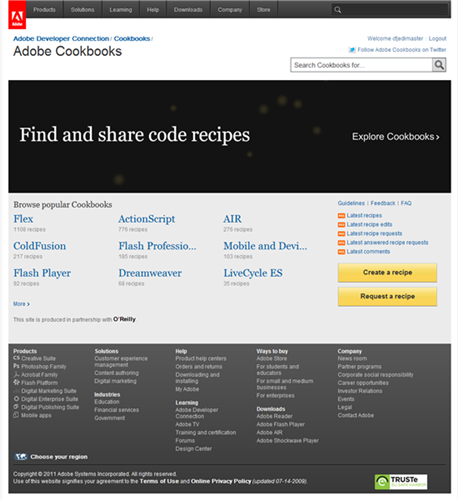 Adobe
Products Solutions Learning Help Downloads Company Store
Adobe Developer Connection / Cookbooks /
Adobe Cookbooks
Welcome cfjedimaster Logout
Follow Adobe Cookbooks on Twitter
Search Cookbooks for...
Find and share code recipes
Explore Cookbooks ›
Browse popular Cookbooks
Flex
1108 recipes
ActionScript
776 recipes
AIR
275 recipes
ColdFusion
217 recipes
Flash Professio...
185 recipes
Mobile and Devi...
103 recipes
Flash Player
92 recipes
Dreamweaver
68 recipes
LiveCycle ES
35 recipes
More ›
This site is produced in partnership with O'Reilly.
Guidelines | Feedback | FAQ
Latest recipes
Latest recipe edits
Latest recipe requests
Latest answered recipe requests
Latest comments
Create a recipe
Request a recipe
Products
Creative Suite
Photoshop Family
Acrobat Family
Flash Platform
Digital Marketing Suite
Digital Enterprise Suite
Digital Publishing Suite
Mobile apps
Solutions
Customer experience
management
Content authoring
Digital marketing
Industries
Education
Financial services
Government
Help
Product help centers
Orders and returns
Downloading and
installing
My Adobe
Learning
Adobe Developer
Connection
Adobe TV
Training and certification
Forums
Design Center
Ways to buy
Adobe Store
For students and
educators
For small and medium
businesses
For enterprises
Downloads
Adobe Reader
Adobe Flash Player
Adobe AIR
Adobe Shockwave Player
Company
News room
Partner programs
Corporate social responsibility
Career opportunities
Investor Relations
Events
Legal
Contact Adobe
Choose your region
Copyright © 2011 Adobe Systems Incorporated. All rights reserved.
Use of this website signifies your agreement to the Terms of Use and Online Privacy Policy (updated 07-14-2009).
TRUSTe